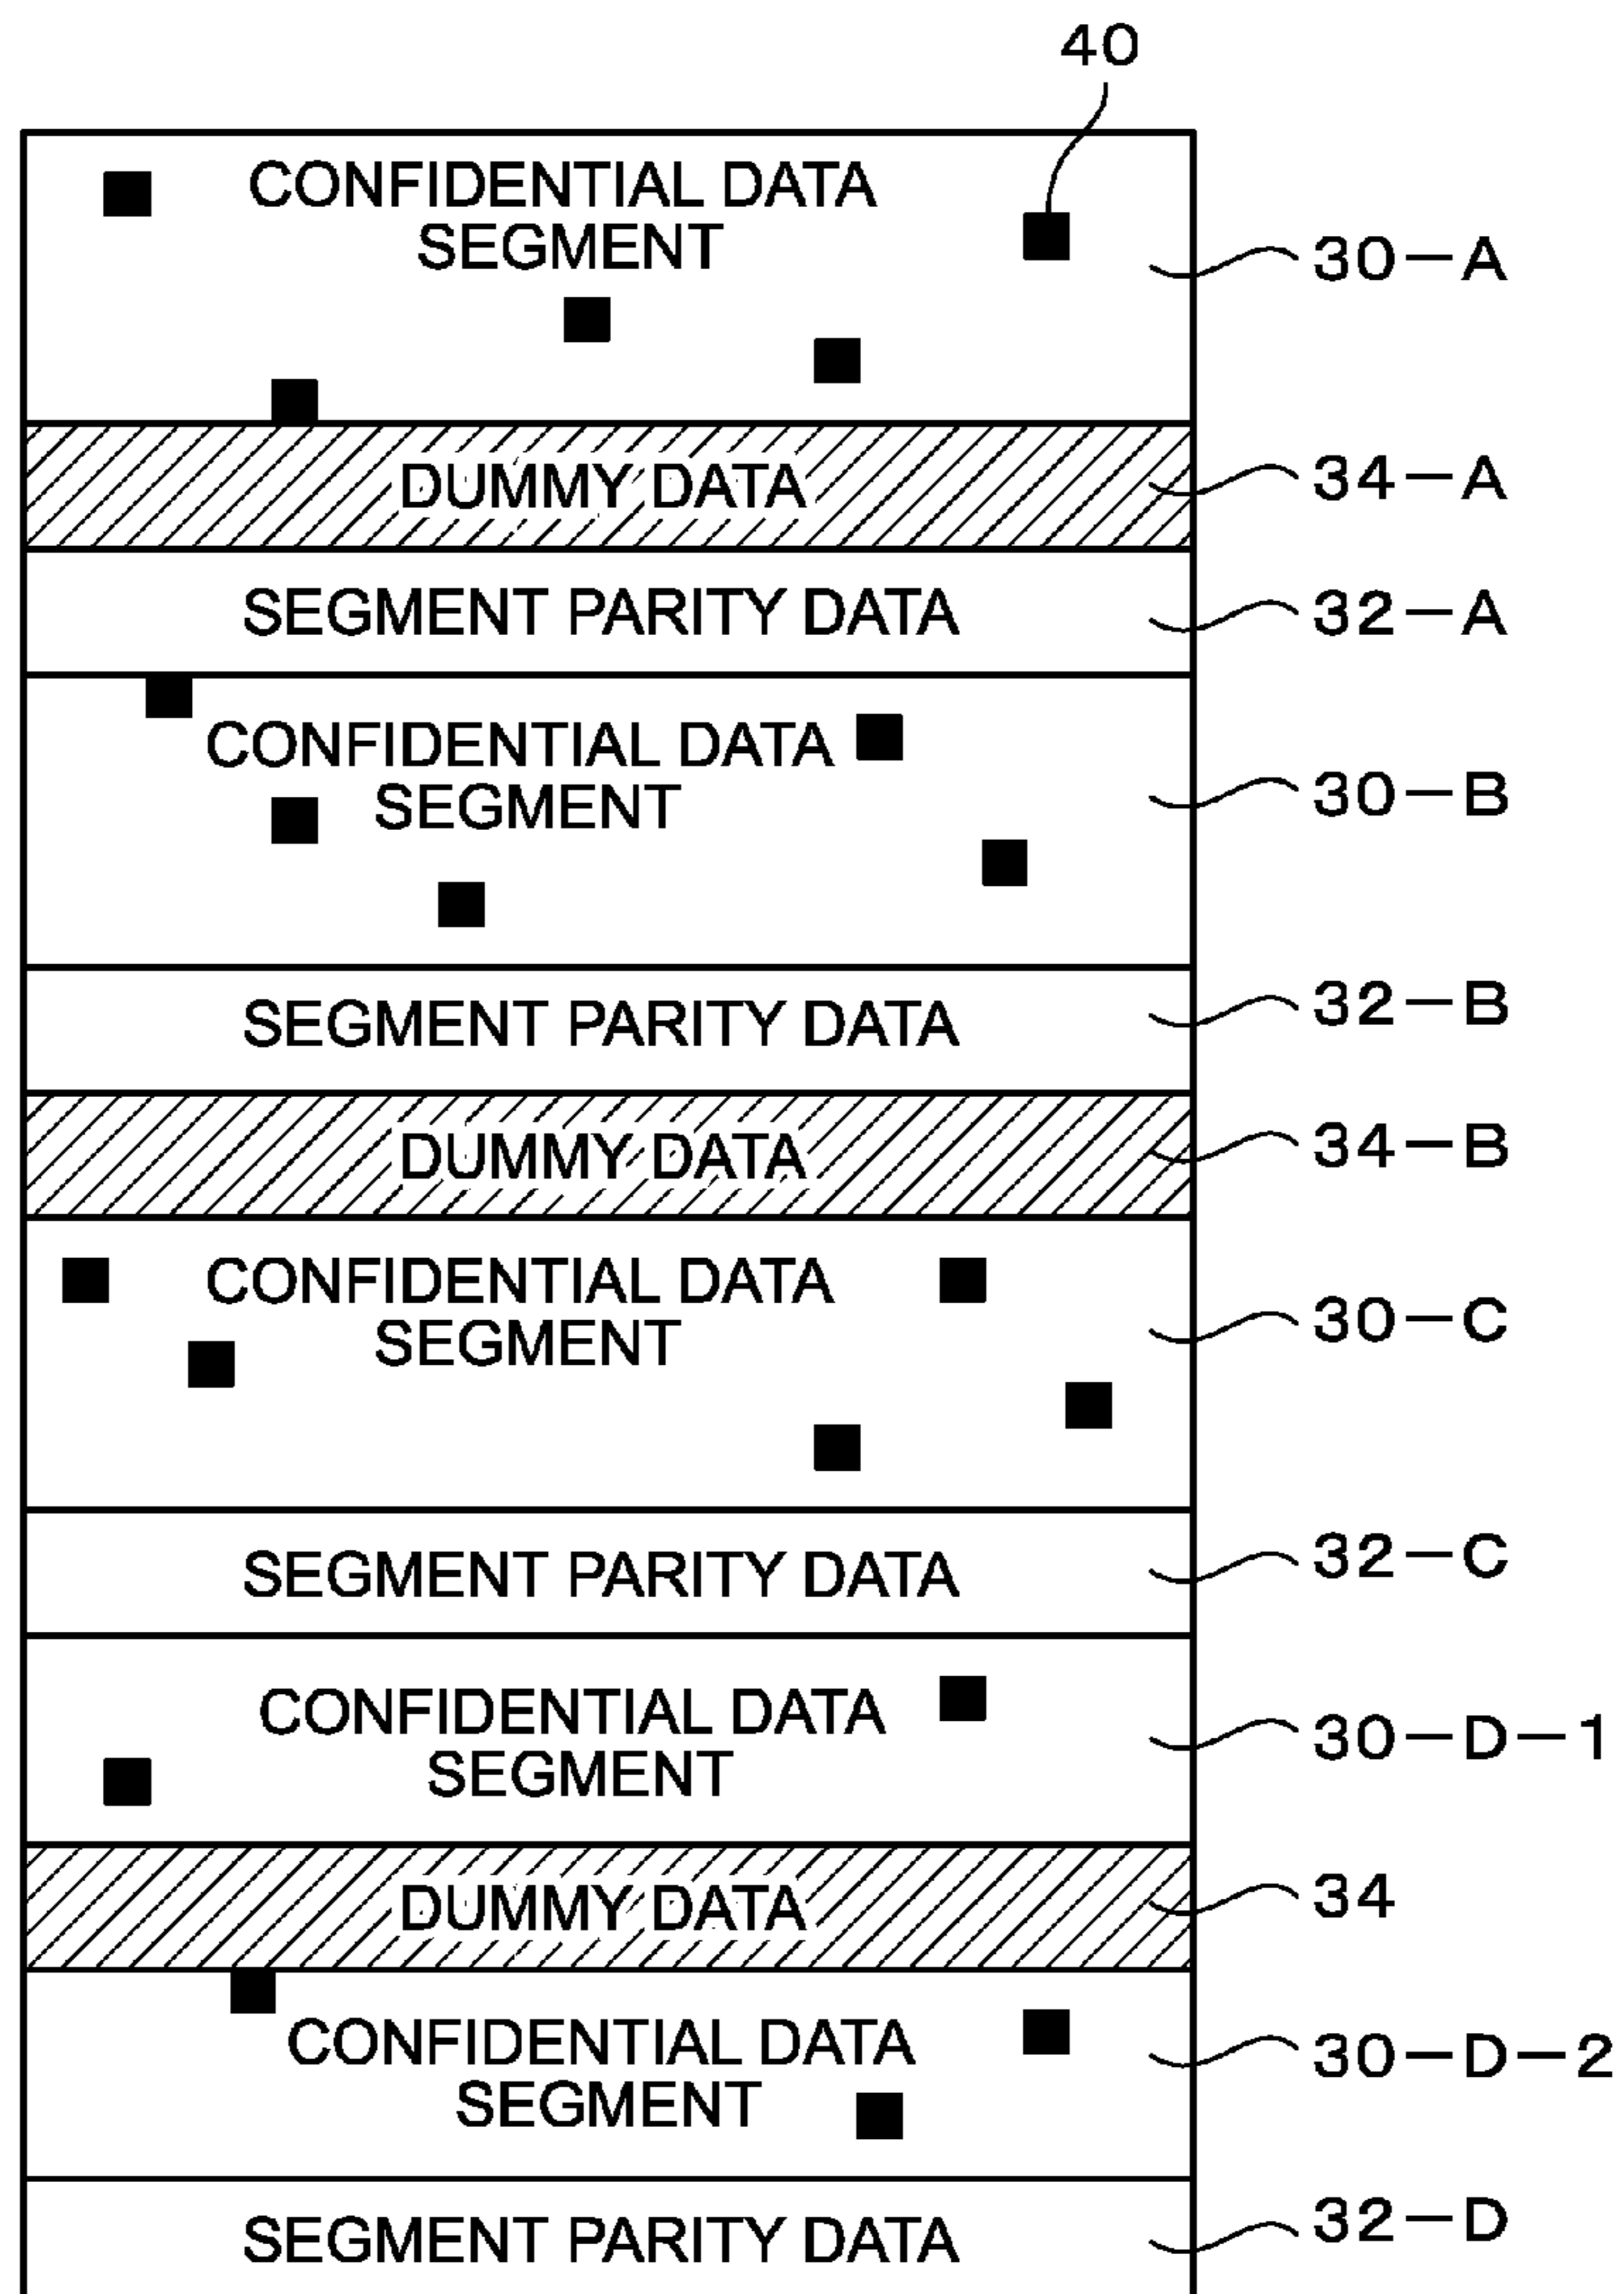 40
CONFIDENTIAL DATA
SEGMENT
30-A
DUMMY DATA
34-A
SEGMENT PARITY DATA
32-A
CONFIDENTIAL DATA
SEGMENT
30-B
SEGMENT PARITY DATA
32-B
DUMMY DATA
34-B
CONFIDENTIAL DATA
SEGMENT
30-C
SEGMENT PARITY DATA
32-C
CONFIDENTIAL DATA
SEGMENT
30-D-1
DUMMY DATA
34
CONFIDENTIAL DATA
SEGMENT
30-D-2
SEGMENT PARITY DATA
32-D